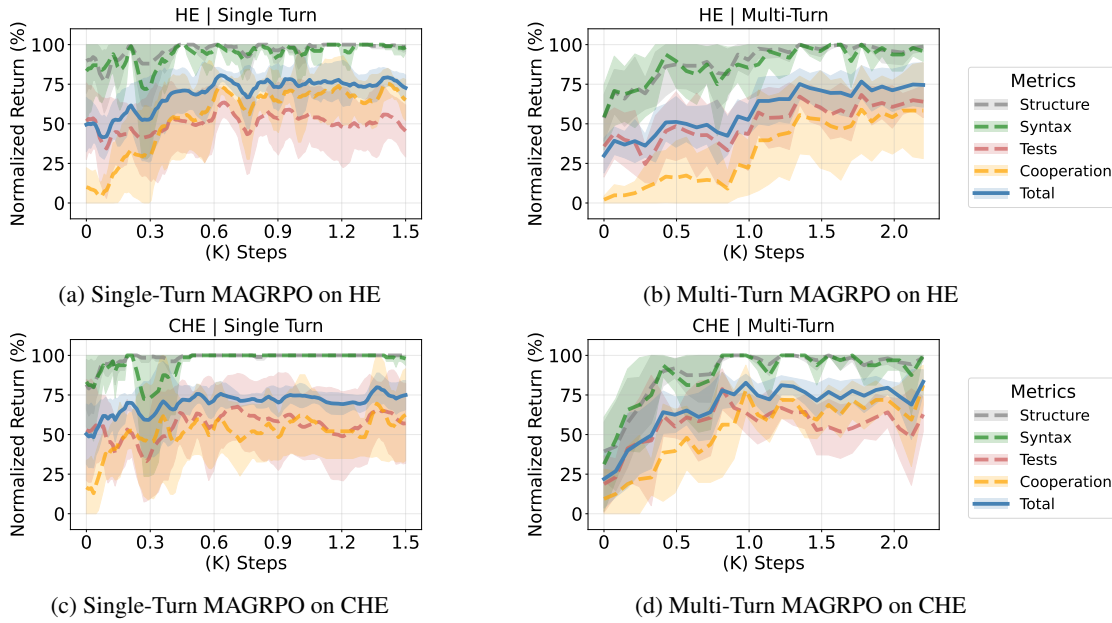 HE | Single Turn
Normalized Return (%)
100
75
50
25
0
0 0.3 0.6 0.9 1.2 1.5
(K) Steps
(a) Single-Turn MAGRPO on HE
HE | Multi-Turn
Normalized Return (%)
100
75
50
25
0
0 0.5 1.0 1.5 2.0
(K) Steps
(b) Multi-Turn MAGRPO on HE
Metrics
Structure
Syntax
Tests
Cooperation
Total
CHE | Single Turn
Normalized Return (%)
100
75
50
25
0
0 0.3 0.6 0.9 1.2 1.5
(K) Steps
(c) Single-Turn MAGRPO on CHE
CHE | Multi-Turn
Normalized Return (%)
100
75
50
25
0
0 0.5 1.0 1.5 2.0
(K) Steps
(d) Multi-Turn MAGRPO on CHE
Metrics
Structure
Syntax
Tests
Cooperation
Total